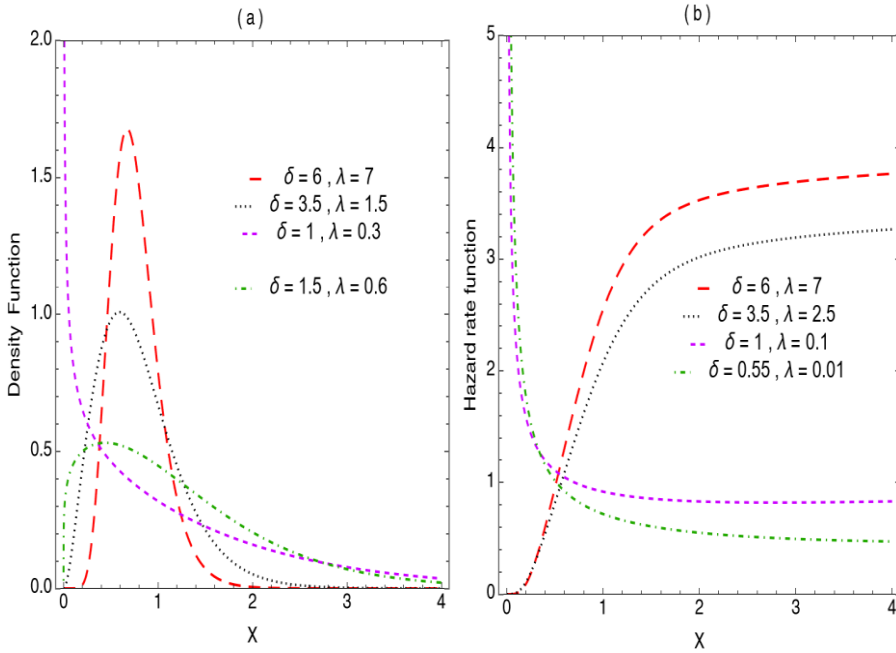 (a)
Density Function
2.0
1.5
1.0
0.5
0.0
0
1
2
3
4
X
δ = 6 , λ = 7
δ = 3.5 , λ = 1.5
δ = 1 , λ = 0.3
δ = 1.5 , λ = 0.6
(b)
Hazard rate function
5
4
3
2
1
0
0
1
2
3
4
X
δ = 6 , λ = 7
δ = 3.5 , λ = 2.5
δ = 1 , λ = 0.1
δ = 0.55 , λ = 0.01